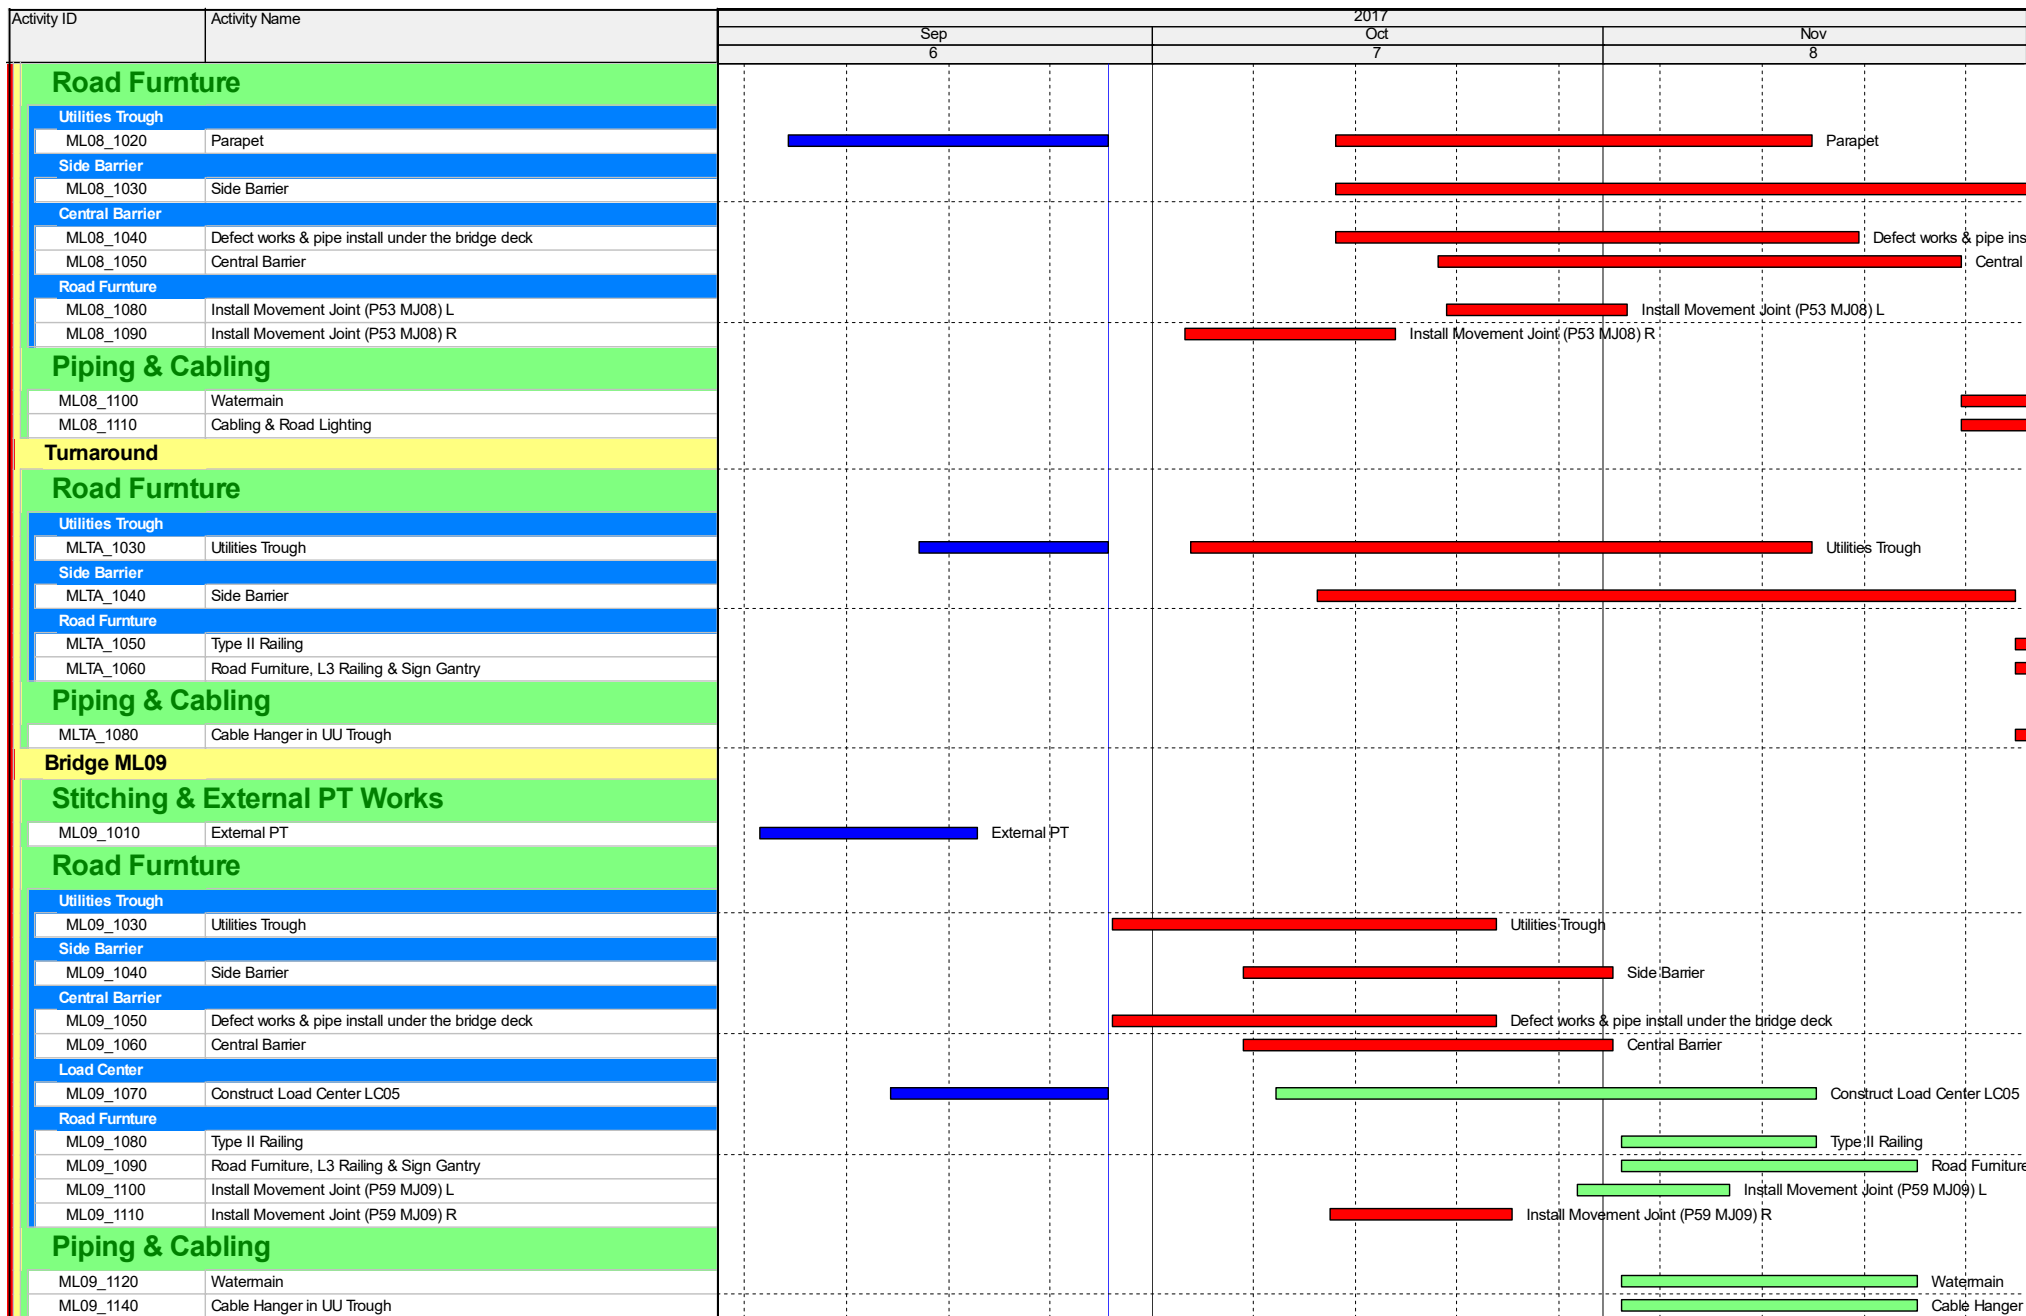 Activity ID Activity Name 2017
Sep Oct Nov
6 7 8
Road Furnture
Utilities Trough
ML08_1020 Parapet Parapet
Side Barrier
ML08_1030 Side Barrier
Central Barrier
ML08_1040 Defect works & pipe install under the bridge deck Defect works & pipe ins
ML08_1050 Central Barrier Central
Road Furnture
ML08_1080 Install Movement Joint (P53 MJ08) L Install Movement Joint (P53 MJ08) L
ML08_1090 Install Movement Joint (P53 MJ08) R Install Movement Joint (P53 MJ08) R
Piping & Cabling
ML08_1100 Watermain
ML08_1110 Cabling & Road Lighting
Turnaround
Road Furnture
Utilities Trough
MLTA_1030 Utilities Trough Utilities Trough
Side Barrier
MLTA_1040 Side Barrier
Road Furnture
MLTA_1050 Type II Railing
MLTA_1060 Road Furniture, L3 Railing & Sign Gantry
Piping & Cabling
MLTA_1080 Cable Hanger in UU Trough
Bridge ML09
Stitching & External PT Works
ML09_1010 External PT External PT
Road Furnture
Utilities Trough
ML09_1030 Utilities Trough Utilities Trough
Side Barrier
ML09_1040 Side Barrier Side Barrier
Central Barrier
ML09_1050 Defect works & pipe install under the bridge deck Defect works & pipe install under the bridge deck
ML09_1060 Central Barrier Central Barrier
Load Center
ML09_1070 Construct Load Center LC05 Construct Load Center LC05
Road Furnture
ML09_1080 Type II Railing Type II Railing
ML09_1090 Road Furniture, L3 Railing & Sign Gantry Road Furniture
ML09_1100 Install Movement Joint (P59 MJ09) L Install Movement Joint (P59 MJ09) L
ML09_1110 Install Movement Joint (P59 MJ09) R Install Movement Joint (P59 MJ09) R
Piping & Cabling
ML09_1120 Watermain Watermain
ML09_1140 Cable Hanger in UU Trough Cable Hanger